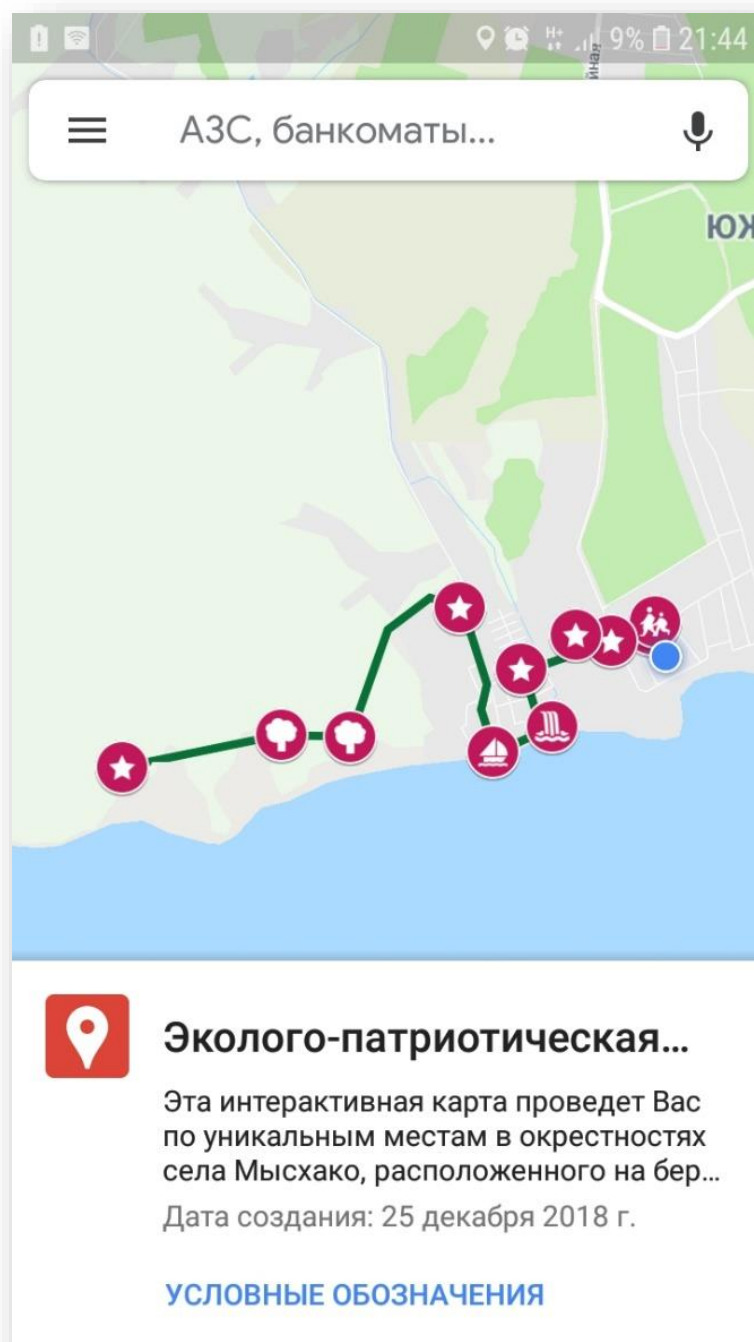 H+ 9% 21:44
йная
АЗС, банкоматы...
ЮЖ
Эколого-патриотическая...
Эта интерактивная карта проведет Вас
по уникальным местам в окрестностях
села Мысхако, расположенного на бер...
Дата создания: 25 декабря 2018 г.
УСЛОВНЫЕ ОБОЗНАЧЕНИЯ